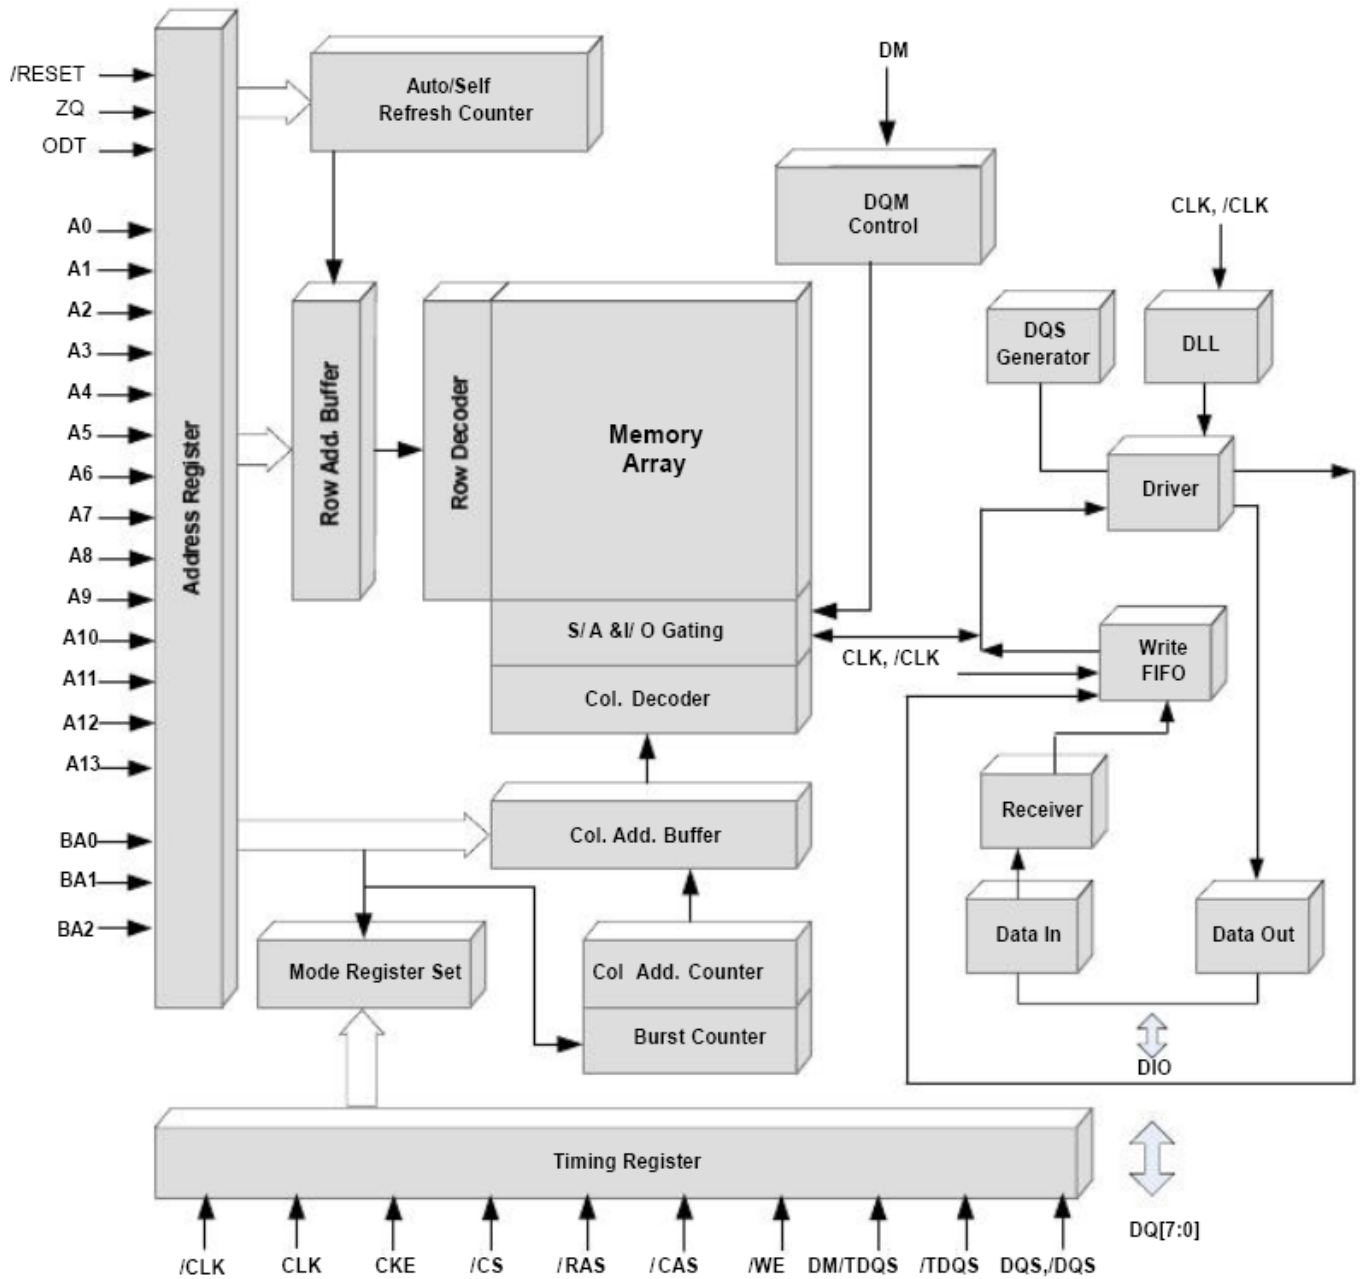 /RESET
ZQ
ODT
A0
A1
A2
A3
A4
A5
A6
A7
A8
A9
A10
A11
A12
A13
BA0
BA1
BA2
Address Register
Auto/Self
Refresh Counter
Row Add. Buffer
Row Decoder
Memory
Array
S/ A &I/ O Gating
Col. Decoder
Col. Add. Buffer
Mode Register Set
Col Add. Counter
Burst Counter
DM
DQM
Control
CLK, /CLK
DQS
Generator
DLL
Driver
CLK, /CLK
Write
FIFO
Receiver
Data In
Data Out
DIO
Timing Register
DQ[7:0]
/CLK
CLK
CKE
/CS
/RAS
/CAS
/WE
DM/TDQS
/TDQS
DQS,/DQS